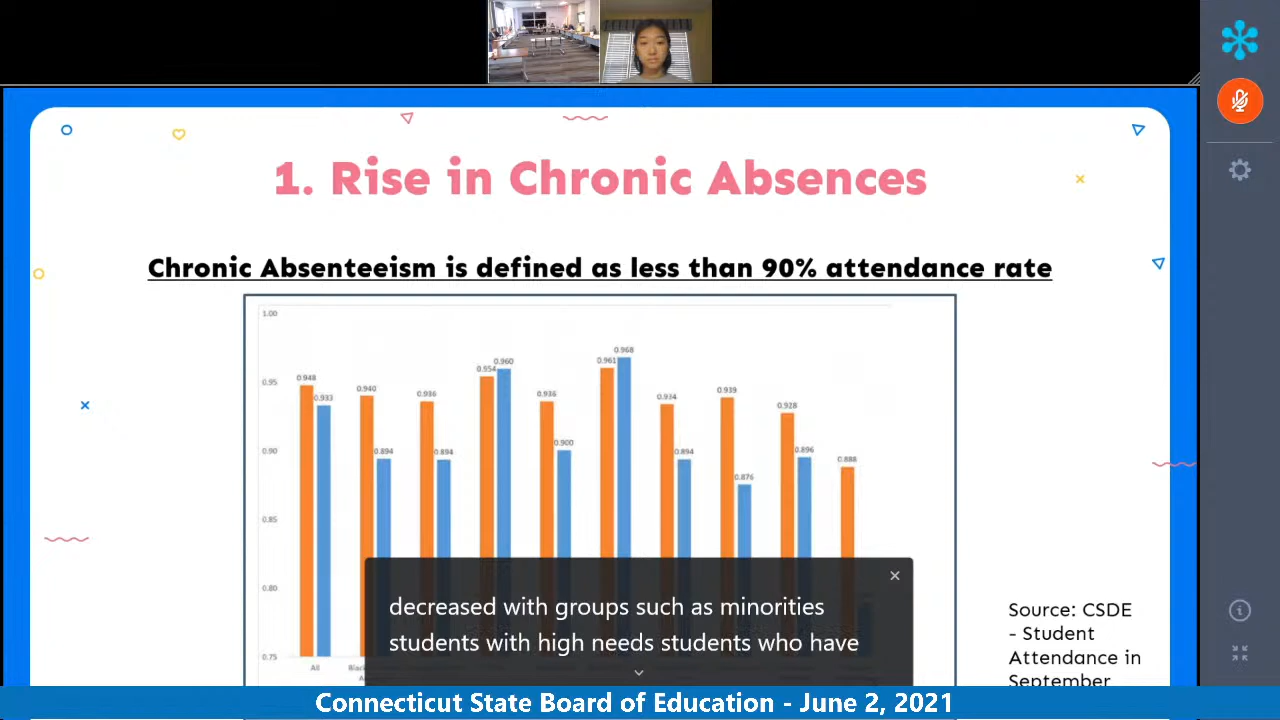 1. Rise in Chronic Absences
Chronic Absenteeism is defined as less than 90% attendance rate
1.00
0.95
0.90
0.85
0.80
0.75
0.948
0.933
0.940
0.894
0.936
0.894
0.954
0.960
0.936
0.900
0.961
0.968
0.934
0.894
0.939
0.876
0.928
0.896
0.888
All
decreased with groups such as minorities
students with high needs students who have
Source: CSDE
- Student
Attendance in
September
Connecticut State Board of Education - June 2, 2021